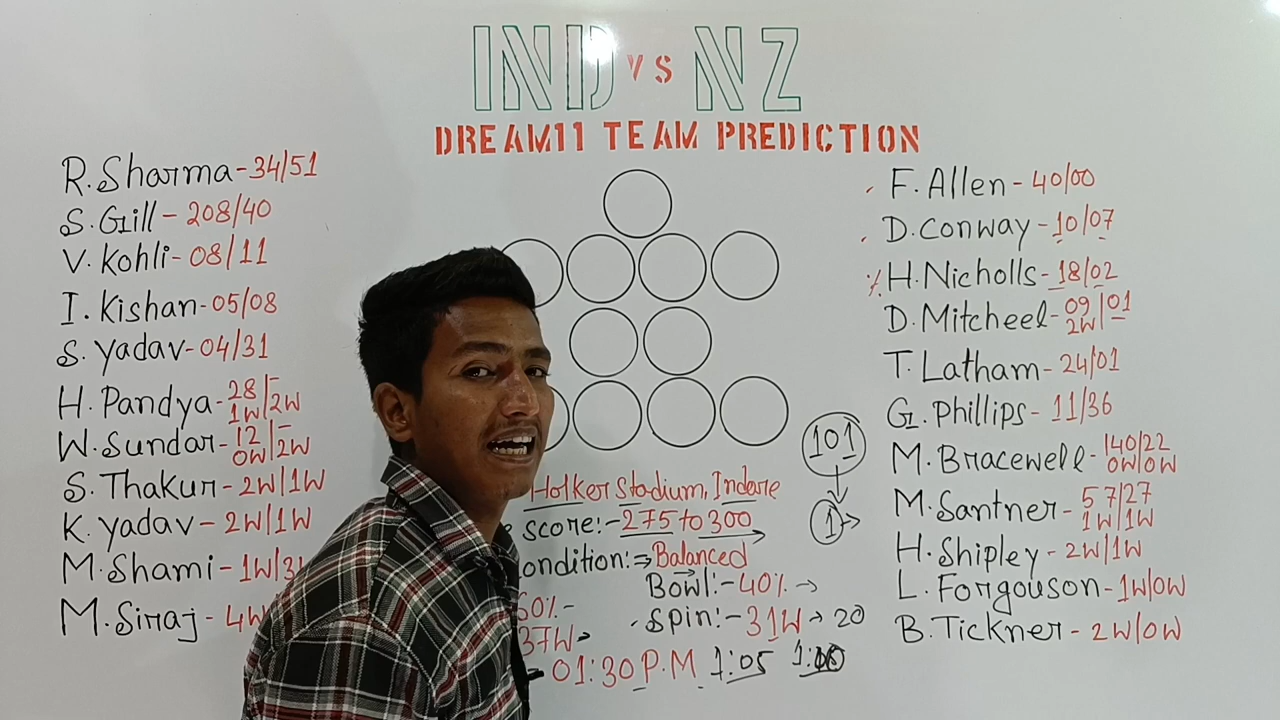 IND vs NZ
DREAM11 TEAM PREDICTION
R. Sharma - 34/51
S. Gill - 208/40
V. Kohli - 08/11
I. Kishan - 05/08
S. Yadav - 04/31
H. Pandya - 28/-
1W/2W
W. Sundar - 12/-
0W/2W
S. Thakur - 2W/1W
K. Yadav - 2W/1W
M. Shami - 1W/3
M. Siraj - 4W
F. Allen - 40/00
D. Conway - 10/07
H. Nicholls - 18/02
D. Mitcheel - 09/01
2W
T. Latham - 24/01
G. Phillips - 11/36
M. Bracewell - 140/22
0W/0W
M. Santner - 57/27
1W/1W
H. Shipley - 2W/1W
L. Forgouson - 1W/0W
B. Tickner - 2W/0W
101
1
Holker Stadium, Indore
score:- 275 to 300
ondition:⇒ Balanced
60%- Bowl:- 40% →
37W→ Spin:- 31W → 20
01:30 P.M 1:05